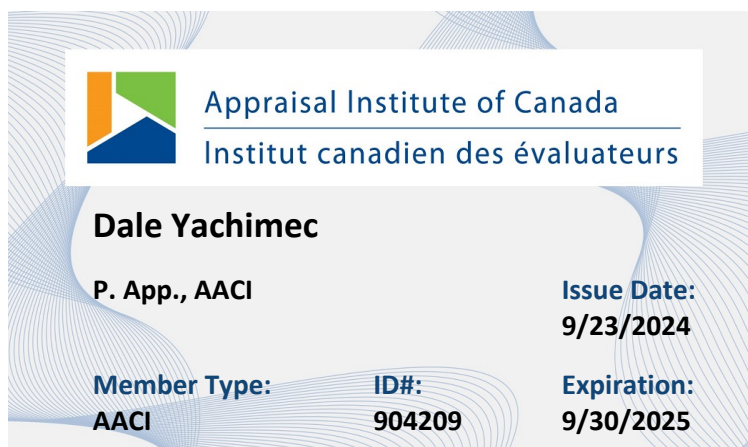 Appraisal Institute of Canada
Institut canadien des évaluateurs
Dale Yachimec
P. App., AACI
Issue Date:
9/23/2024
Member Type:
ID#:
Expiration:
AACI
904209
9/30/2025